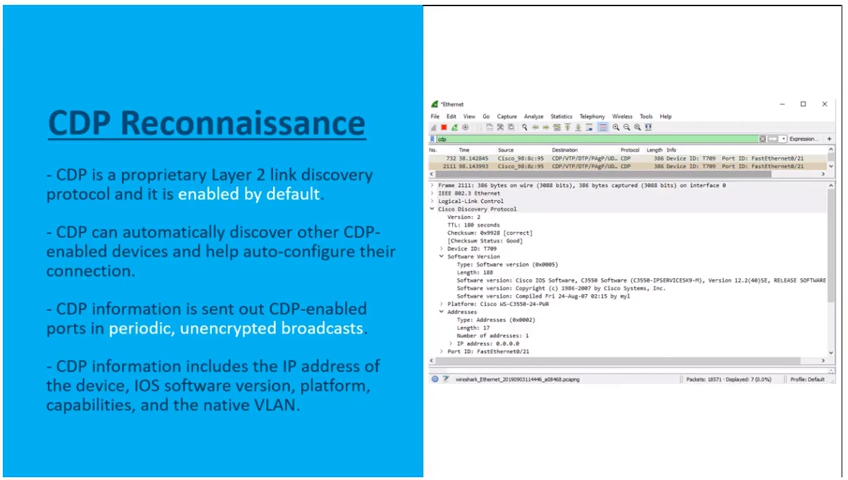 CDP Reconnaissance
- CDP is a proprietary Layer 2 link discovery
protocol and it is enabled by default.
- CDP can automatically discover other CDP-
enabled devices and help auto-configure their
connection.
- CDP information is sent out CDP-enabled
ports in periodic, unencrypted broadcasts.
- CDP information includes the IP address of
the device, IOS software version, platform,
capabilities, and the native VLAN.
*Ethernet
File Edit View Go Capture Analyze Statistics Telephony Wireless Tools Help
cdp Expression... +
No. Time Source Destination Protocol Length Info
732 38.142845 Cisco_98:8c:95 CDP/VTP/DTP/PAgP/UD… CDP 386 Device ID: T709 Port ID: FastEthernet0/21
2111 98.143993 Cisco_98:8c:95 CDP/VTP/DTP/PAgP/UD… CDP 386 Device ID: T709 Port ID: FastEthernet0/21
Frame 2111: 386 bytes on wire (3088 bits), 386 bytes captured (3088 bits) on interface 0
IEEE 802.3 Ethernet
Logical-Link Control
Cisco Discovery Protocol
Version: 2
TTL: 180 seconds
Checksum: 0x9928 [correct]
[Checksum Status: Good]
Device ID: T709
Software Version
Type: Software version (0x0005)
Length: 188
Software version: Cisco IOS Software, C3550 Software (C3550-IPSERVICESK9-M), Version 12.2(40)SE, RELEASE SOFTWARE
Software version: Copyright (c) 1986-2007 by Cisco Systems, Inc.
Software version: Compiled Fri 24-Aug-07 02:15 by myl
Platform: Cisco WS-C3550-24-PWR
Addresses
Type: Addresses (0x0002)
Length: 17
Number of addresses: 1
IP address: 0.0.0.0
Port ID: FastEthernet0/21
wireshark_Ethernet_20190903114446_a08468.pcapng Packets: 18371 · Displayed: 7 (0.0%) Profile: Default